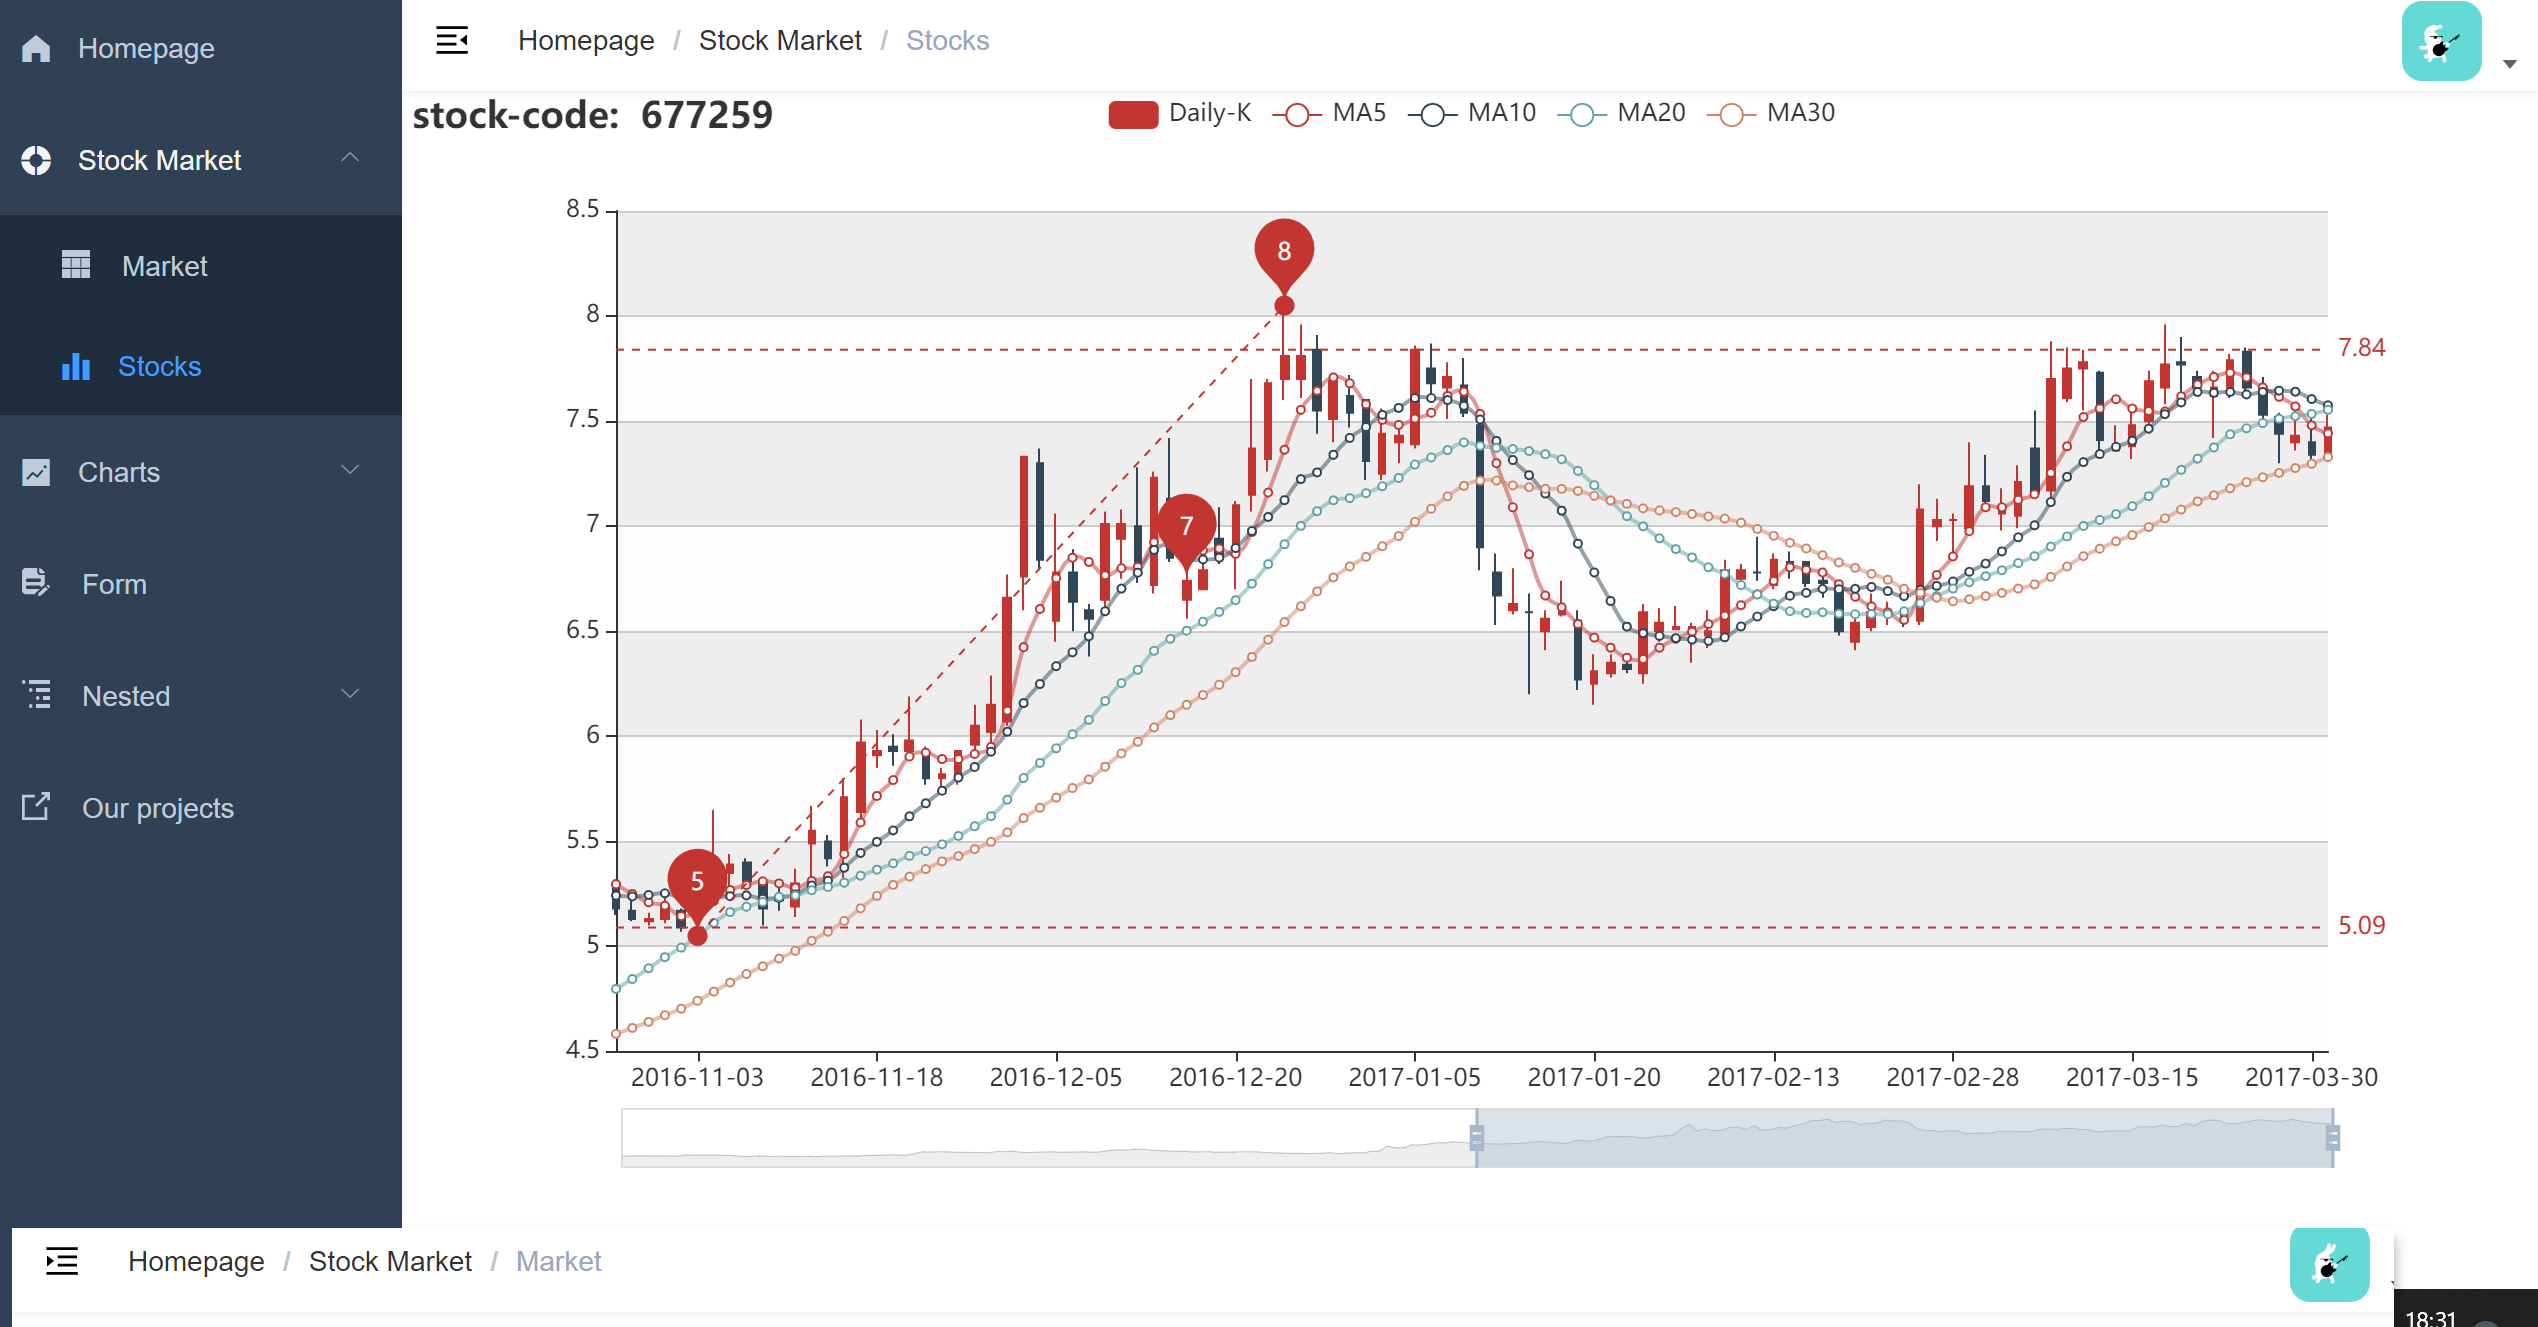 Homepage
Stock Market
Market
Stocks
Charts
Form
Nested
Our projects
Homepage / Stock Market / Stocks
stock-code: 677259
Daily-K MA5 MA10 MA20 MA30
8.5
8
7.5
7
6.5
6
5.5
5
4.5
8
7
5
7.84
5.09
2016-11-03 2016-11-18 2016-12-05 2016-12-20 2017-01-05 2017-01-20 2017-02-13 2017-02-28 2017-03-15 2017-03-30
Homepage / Stock Market / Market
18:31